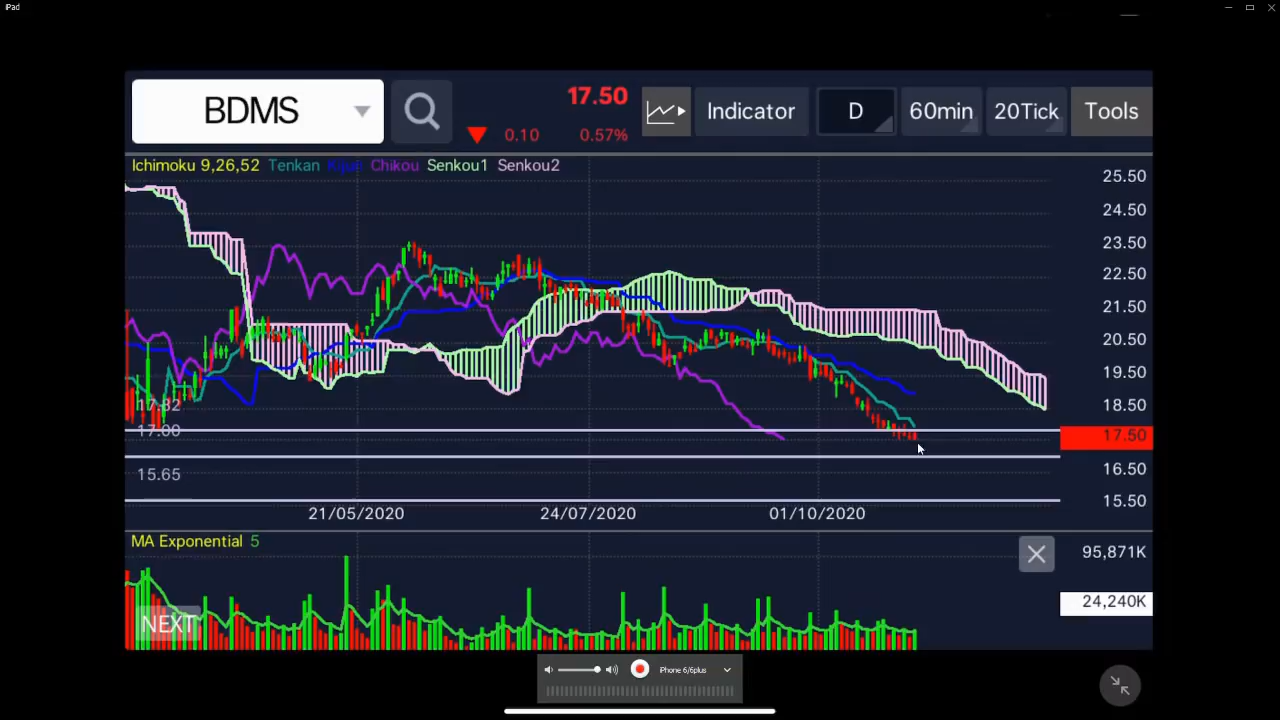 iPad
BDMS
17.50
0.10 0.57%
Indicator D 60min 20Tick Tools
Ichimoku 9,26,52 Tenkan Kijun Chikou Senkou1 Senkou2
25.50
24.50
23.50
22.50
21.50
20.50
19.50
18.50
17.82
17.00
17.50
16.50
15.65
15.50
21/05/2020 24/07/2020 01/10/2020
MA Exponential 5
95,871K
24,240K
NEXT
iPhone 6/6plus